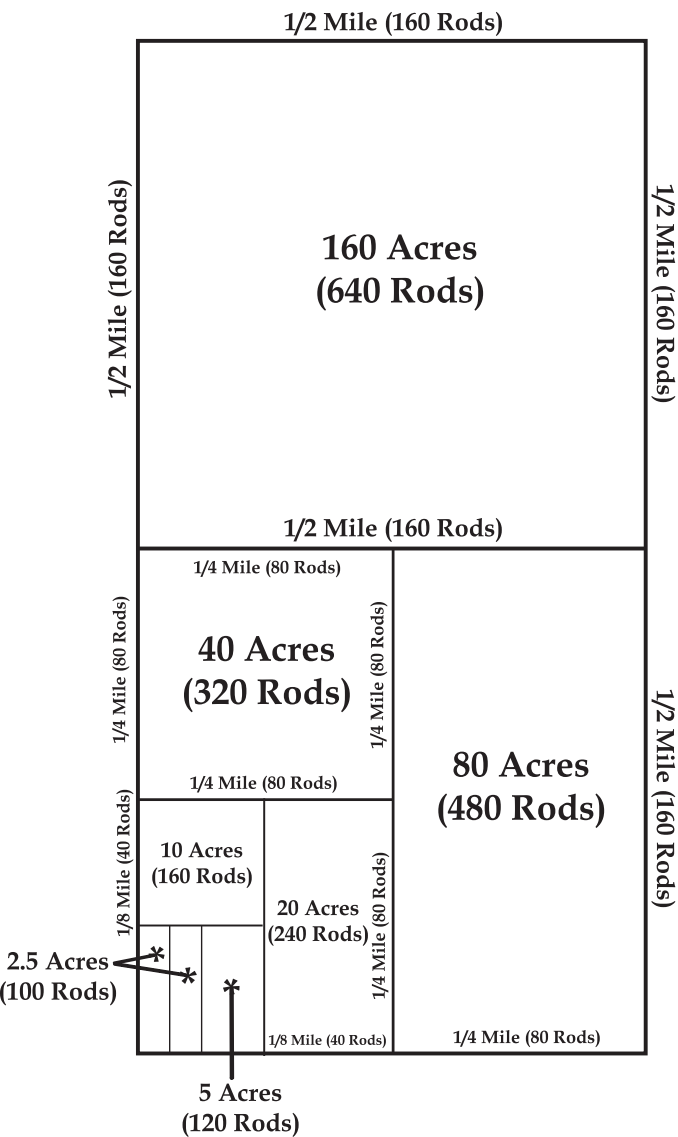 1/2 Mile (160 Rods)
1/2 Mile (160 Rods)
160 Acres
(640 Rods)
1/2 Mile (160 Rods)
1/2 Mile (160 Rods)
1/4 Mile (80 Rods)
1/4 Mile (80 Rods)
40 Acres
(320 Rods)
1/4 Mile (80 Rods)
1/4 Mile (80 Rods)
80 Acres
(480 Rods)
1/2 Mile (160 Rods)
1/8 Mile (40 Rods)
10 Acres
(160 Rods)
20 Acres
(240 Rods)
1/4 Mile (80 Rods)
2.5 Acres
(100 Rods)
*
*
*
1/8 Mile (40 Rods)
1/4 Mile (80 Rods)
5 Acres
(120 Rods)